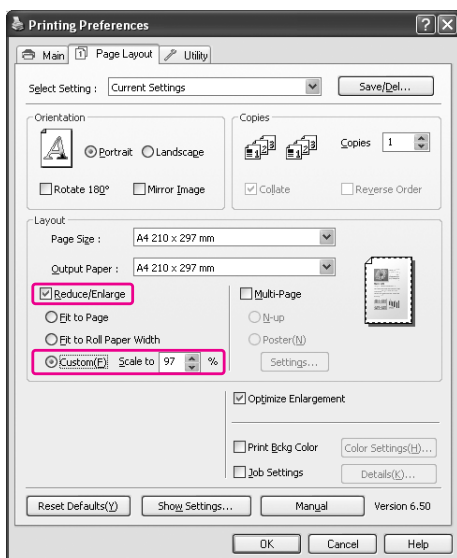 Printing Preferences
Main Page Layout Utility
Select Setting : Current Settings Save/Del...
Orientation
A
Portrait Landscape
Rotate 180° Mirror Image
Copies
Copies 1
Collate Reverse Order
Layout
Page Size : A4 210 x 297 mm
Output Paper : A4 210 x 297 mm
Reduce/Enlarge
Fit to Page
Fit to Roll Paper Width
Custom(F) Scale to 97 %
Multi-Page
N-up
Poster(N)
Settings...
Optimize Enlargement
Print Bckg Color Color Settings(H)...
Job Settings Details(K)...
Reset Defaults(Y) Show Settings... Manual Version 6.50
OK Cancel Help